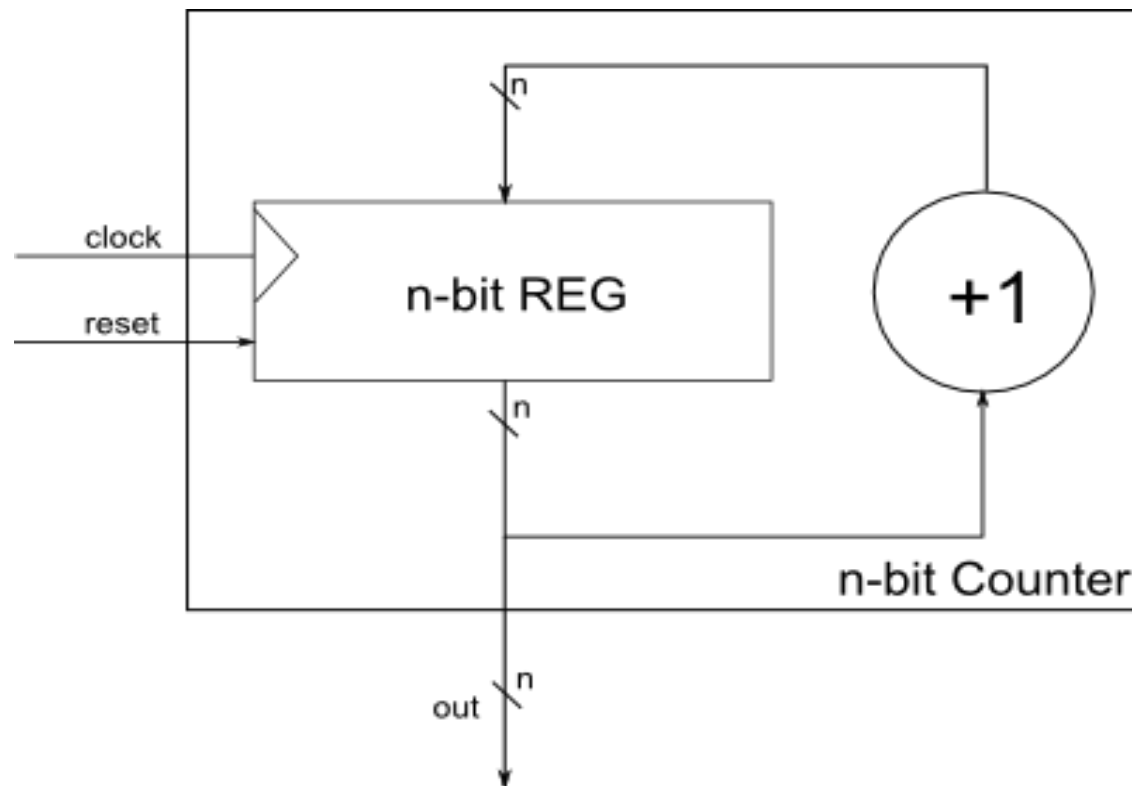 n
clock
n-bit REG
+1
reset
n
n-bit Counter
n
out